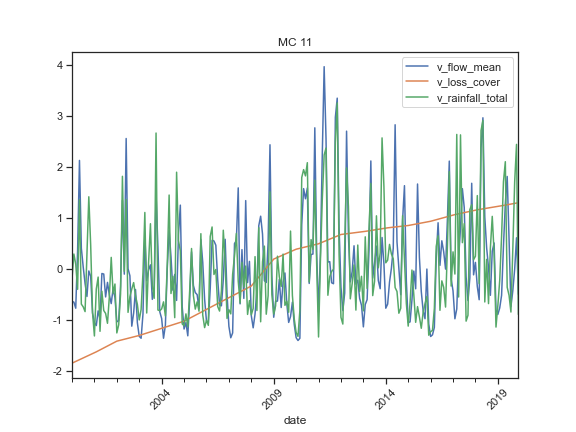 MC 11
v_flow_mean
v_loss_cover
v_rainfall_total
4
3
2
1
0
-1
-2
2004
2009
2014
2019
date